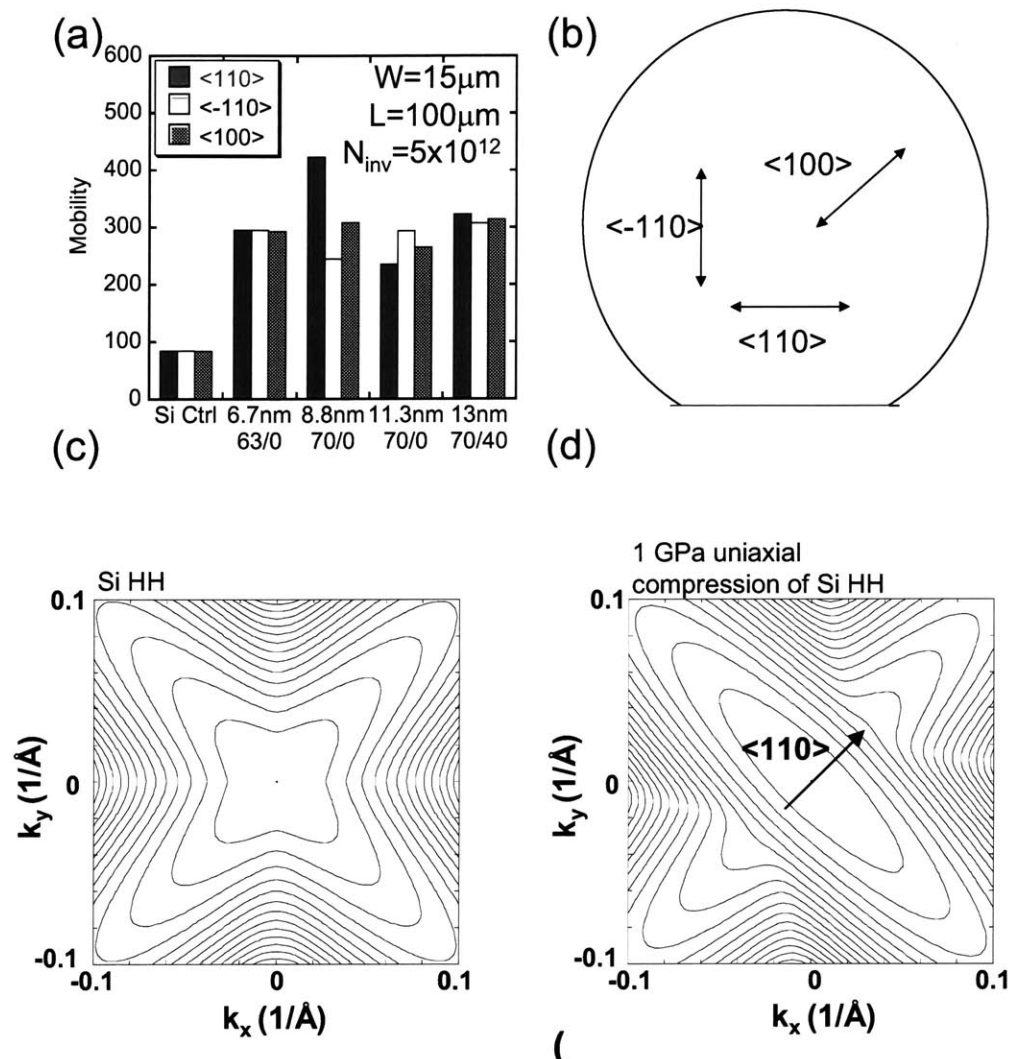 (a)
600
500
400
300
200
100
0
Mobility
<110>
<-110>
<100>
W=15µm
L=100µm
N_inv=5x10^12
Si Ctrl 6.7nm 8.8nm 11.3nm 13nm
63/0 70/0 70/0 70/40
(b)
<100>
<-110>
<110>
(c)
Si HH
0.1
0
-0.1
k_y (1/Å)
-0.1 0 0.1
k_x (1/Å)
(d)
1 GPa uniaxial
compression of Si HH
0.1
0
-0.1
k_y (1/Å)
<110>
-0.1 0 0.1
k_x (1/Å)